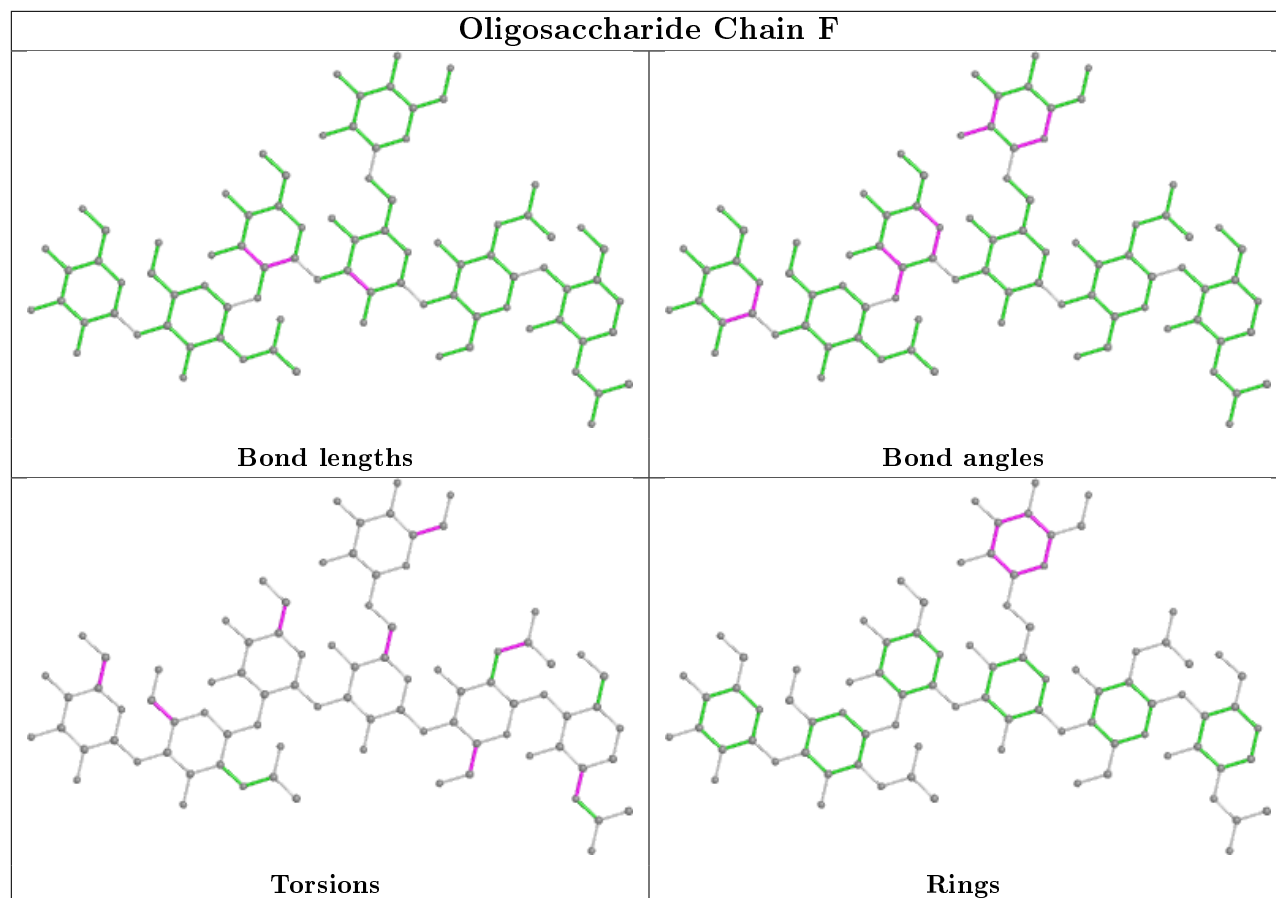 Oligosaccharide Chain F
Bond lengths
Bond angles
Torsions
Rings